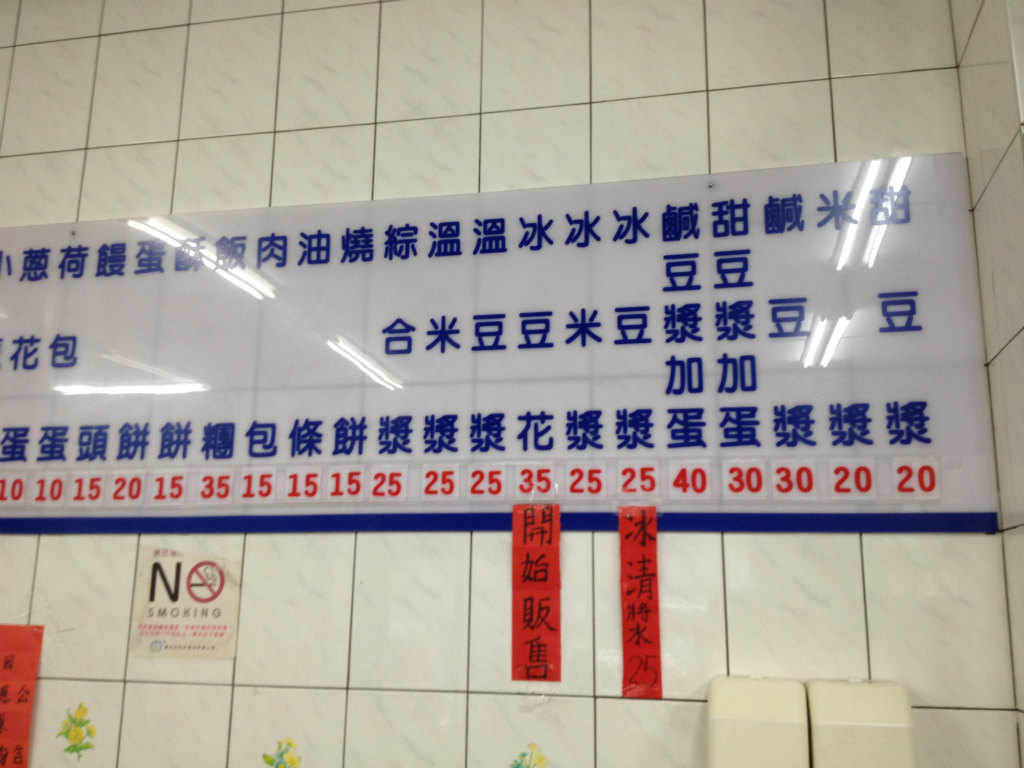 甜豆漿 20
米漿 20
鹹豆漿 30
甜豆漿加蛋 30
鹹豆漿加蛋 40
冰豆漿 25
冰米漿 25
冰豆花 35
溫豆漿 25
溫米漿 25
綜合漿 25
燒餅 15
油條 15
肉包 15
飯糰 35
酥餅 15
蛋餅 20
饅頭 15
荷包蛋 10
蔥花蛋 10
冰清漿25
開始販售
NO
SMOKING